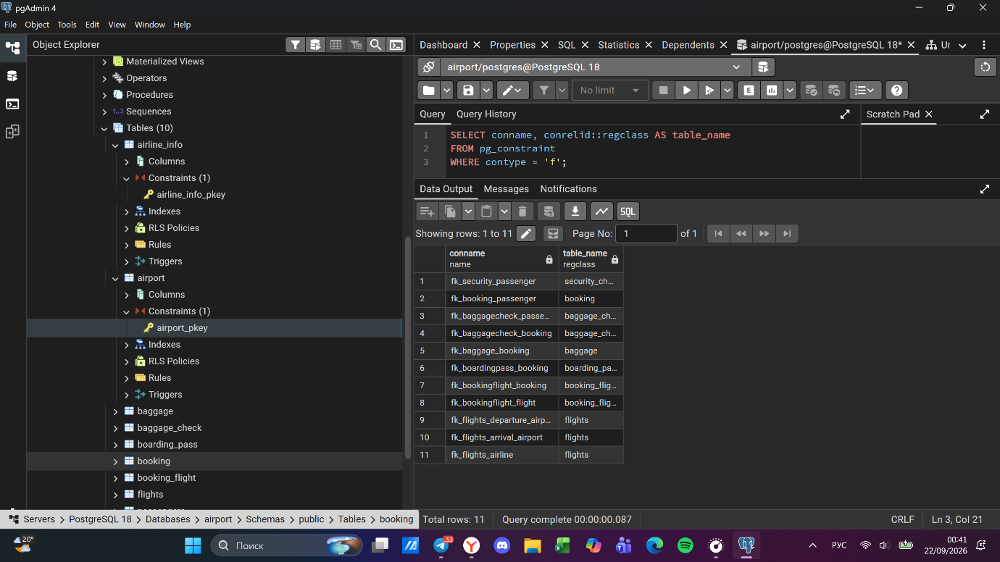 pgAdmin 4
File Object Tools Edit View Window Help
Object Explorer
Materialized Views
Operators
Procedures
1..3 Sequences
Tables (10)
airline_info
Columns
Constraints (1)
airline_info_pkey
Indexes
RLS Policies
Rules
Triggers
airport
Columns
Constraints (1)
airport_pkey
Indexes
RLS Policies
Rules
Triggers
baggage
baggage_check
boarding_pass
booking
booking_flight
flights
Servers > PostgreSQL 18 > Databases > airport > Schemas > public > Tables > booking
Dashboard Properties SQL Statistics Dependents airport/postgres@PostgreSQL 18* Ur
airport/postgres@PostgreSQL 18
No limit E
Query Query History
Scratch Pad
1 SELECT conname, conrelid::regclass AS table_name
2 FROM pg_constraint
3 WHERE contype = 'f';
Data Output Messages Notifications
SQL
Showing rows: 1 to 11 Page No: 1 of 1
conname table_name
name regclass
1 fk_security_passenger security_ch...
2 fk_booking_passenger booking
3 fk_baggagecheck_passe... baggage_ch...
4 fk_baggagecheck_booking baggage_ch...
5 fk_baggage_booking baggage
6 fk_boardingpass_booking boarding_pa...
7 fk_bookingflight_booking booking_flig...
8 fk_bookingflight_flight booking_flig...
9 fk_flights_departure_airp... flights
10 fk_flights_arrival_airport flights
11 fk_flights_airline flights
Total rows: 11 Query complete 00:00:00.087 CRLF Ln 3, Col 21
20°
Поиск
53
РУС
00:41
22/09/2026